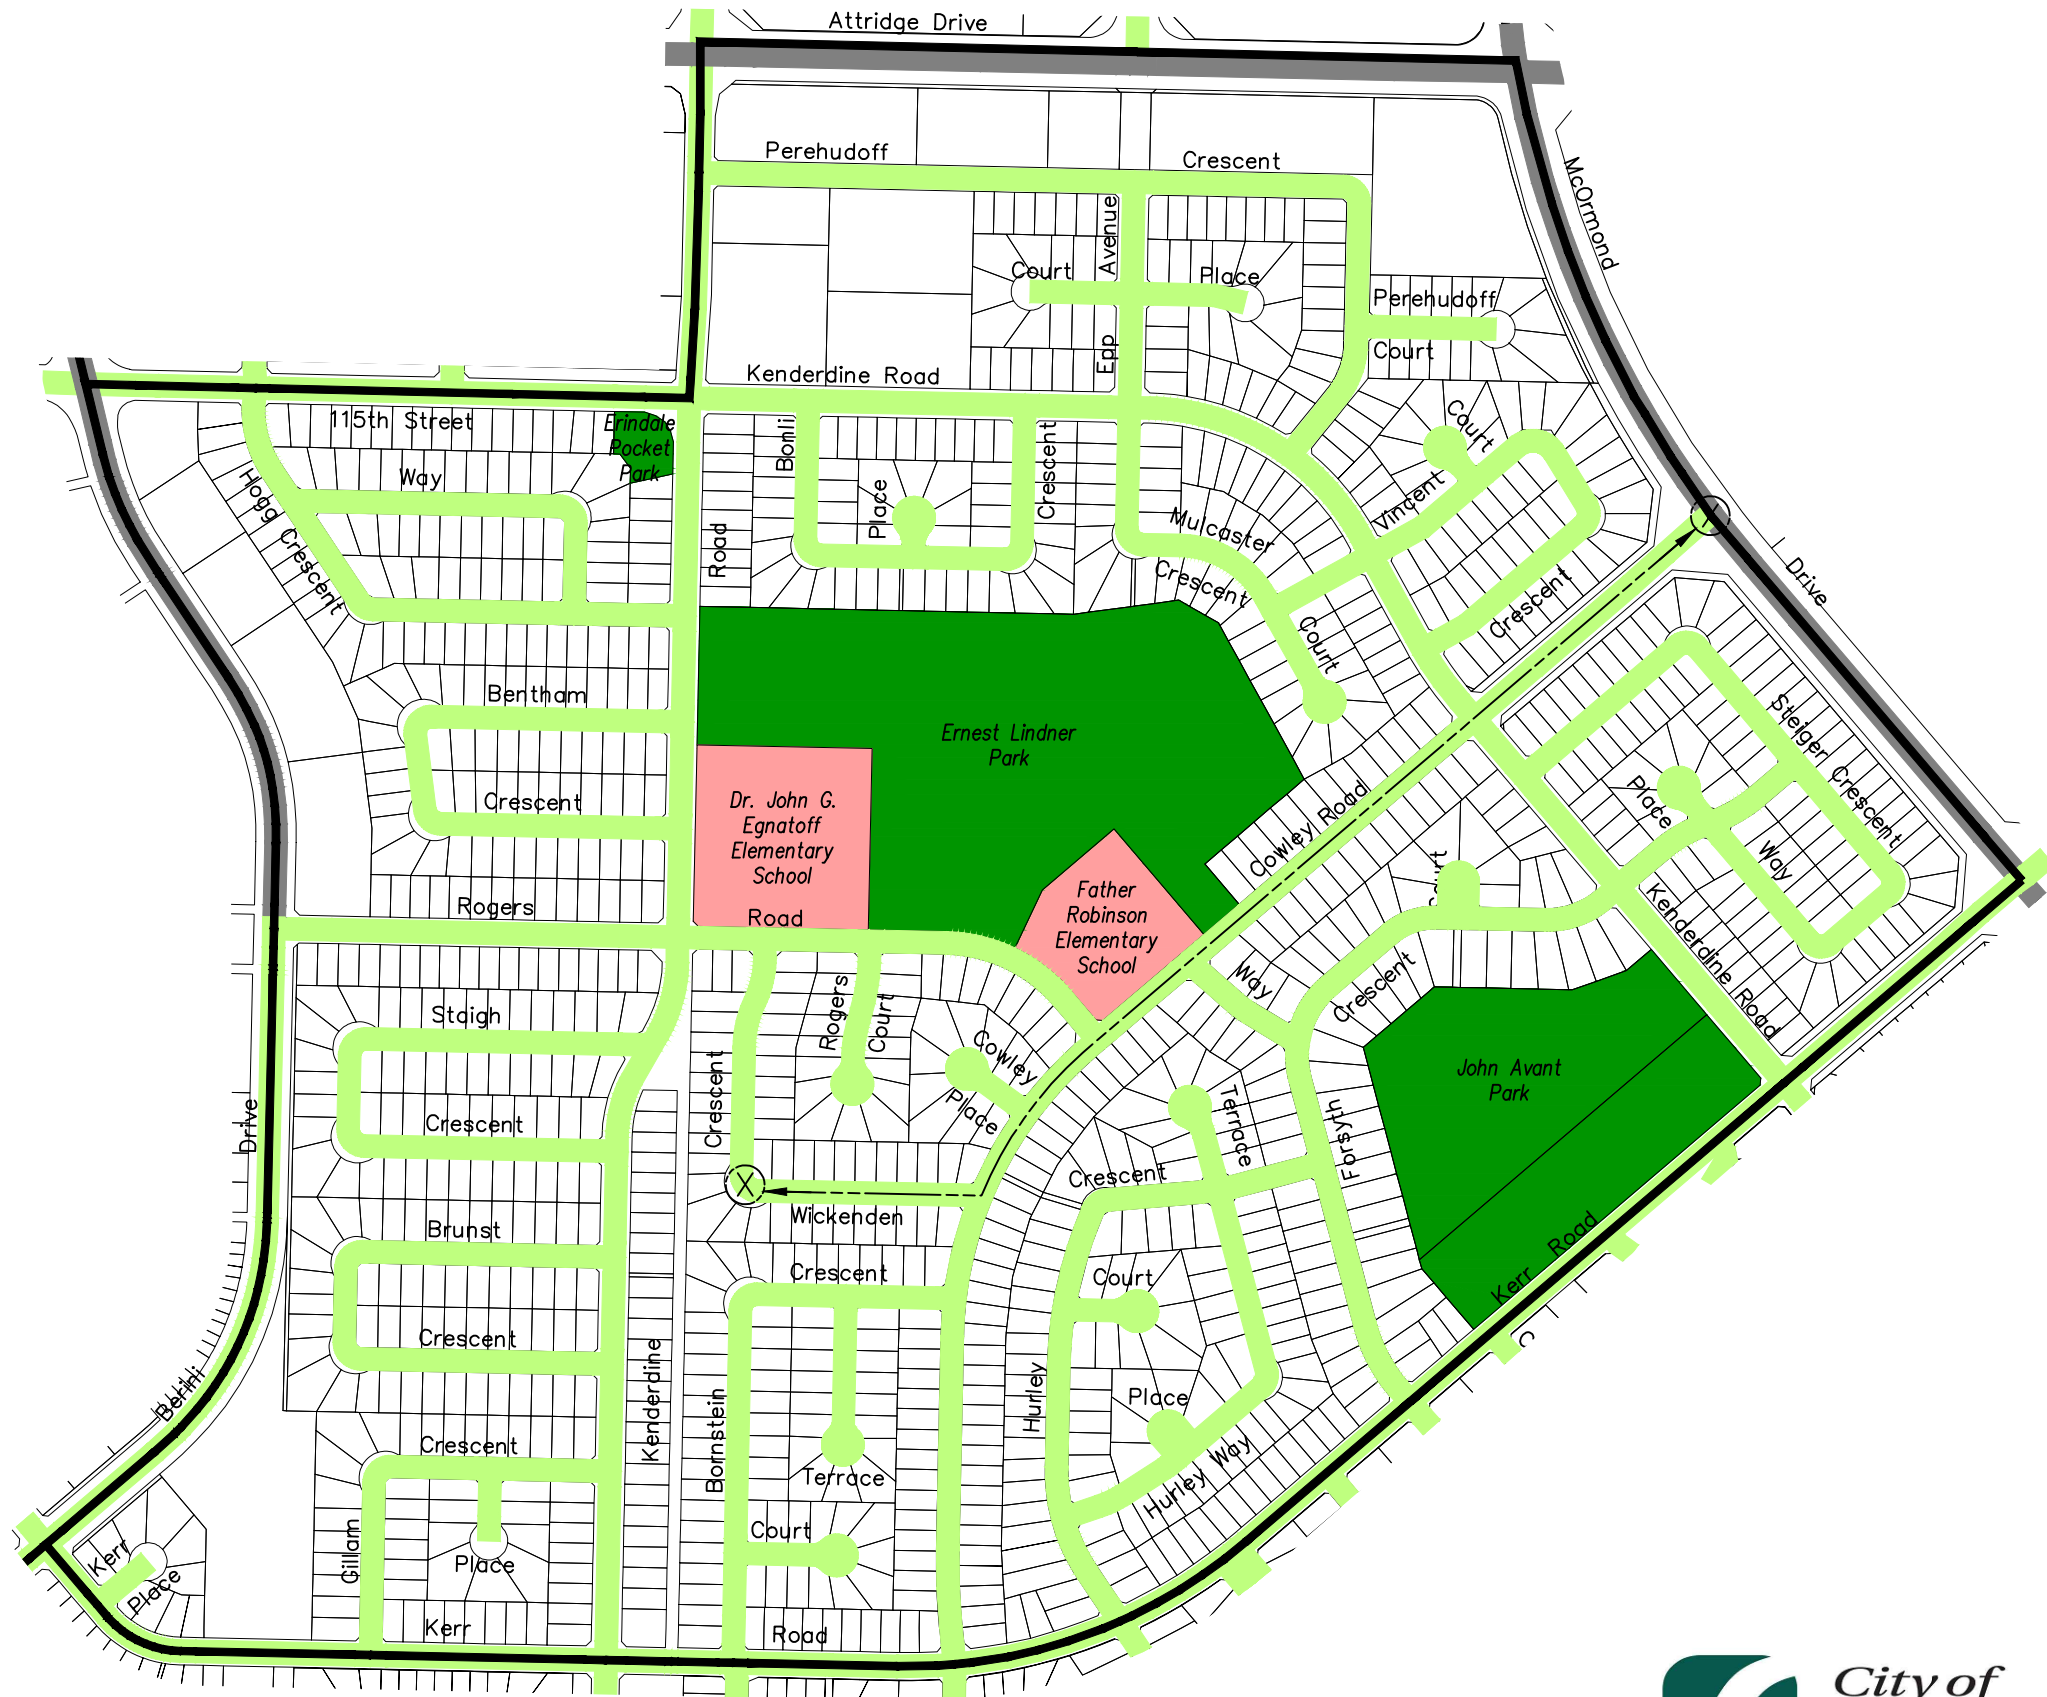 Attridge Drive
Perehudoff
Crescent
McOrmond
Avenue
Court
Place
Perehudoff
Court
Epp
Kenderdine Road
115th Street
Erindale
Pocket
Park
Bonli
Crescent
Court
Way
Place
Vincent
Hogg Crescent
Road
Mulcaster
Crescent
Crescent
Drive
Y
Court
Bentham
Ernest Lindner
Park
Steiger Crescent
Crescent
Dr. John G.
Egnatoff
Elementary
School
Cowley Road
Place
Way
Court
Father
Robinson
Elementary
School
Rogers
Road
Kenderdine Road
Way
Crescent
Staigh
Rogers
Court
Cowley
Place
John Avant
Park
Crescent
Crescent
Terrace
Forsyth
Drive
Crescent
X
Wickenden
Brunst
Road
Kerr
Crescent
Court
C
Crescent
Kenderdine
Berini
Bornstein
Hurley
Place
Crescent
Terrace
Hurley Way
Gillam
Court
Kerr
Place
Place
Kerr
Road
City of